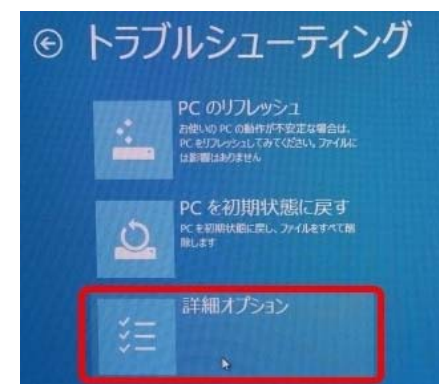 トラブルシューティング
PC のリフレッシュ
お使いの PC の動作が不安定な場合は、
PC をリフレッシュしてみてください。ファイルに
は影響はありません
PC を初期状態に戻す
PC を初期状態に戻し、ファイルをすべて削
除します
詳細オプション